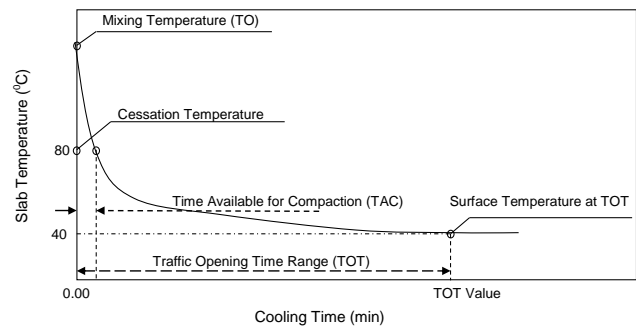 Mixing Temperature (TO)
Cessation Temperature
Slab Temperature (⁰C)
80
Time Available for Compaction (TAC)
Surface Temperature at TOT
40
Traffic Opening Time Range (TOT)
0.00
TOT Value
Cooling Time (min)